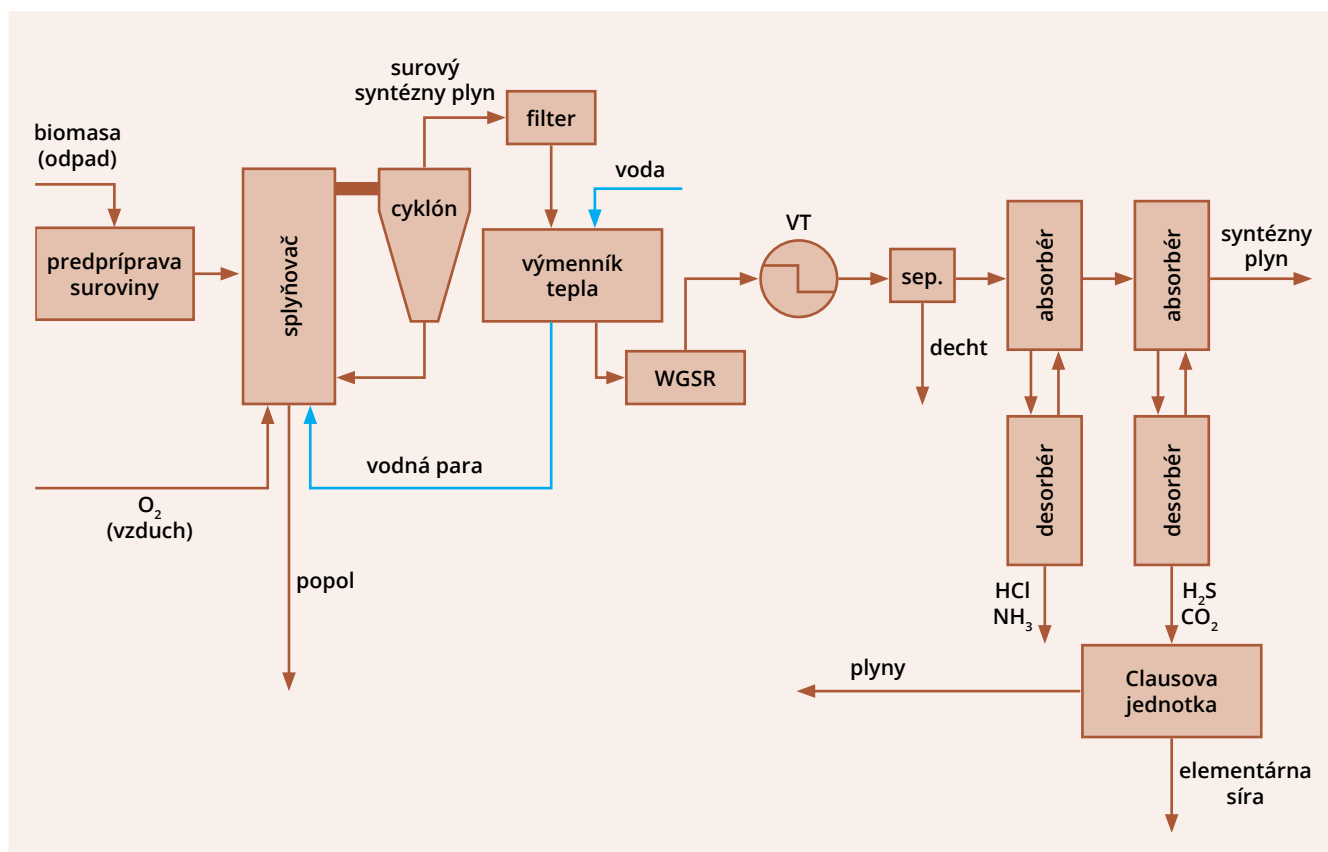 surový
syntézny plyn
filter
biomasa
(odpad)
voda
cyklón
VT
syntézny
plyn
predpríprava
suroviny
splyňovač
výmenník
tepla
sep.
absorbér
absorbér
decht
WGSR
vodná para
desorbér
desorbér
O₂
(vzduch)
popol
HCl
NH₃
H₂S
CO₂
plyny
Clausova
jednotka
elementárna
síra